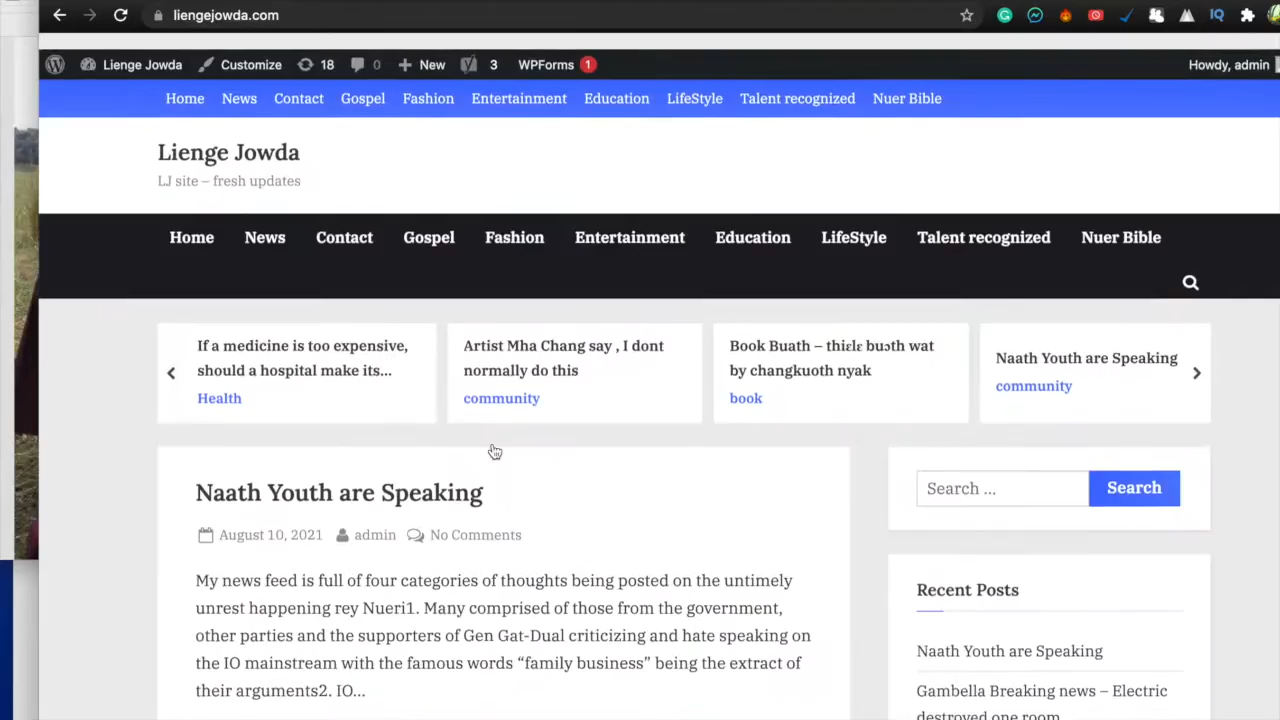 liengejowda.com
Lienge Jowda Customize 18 0 New 3 WPForms 1 Howdy, admin
Home News Contact Gospel Fashion Entertainment Education LifeStyle Talent recognized Nuer Bible
Lienge Jowda
LJ site – fresh updates
Home News Contact Gospel Fashion Entertainment Education LifeStyle Talent recognized Nuer Bible
If a medicine is too expensive,
should a hospital make its...
Health
Artist Mha Chang say , I dont
normally do this
community
Book Buath – thiɛlɛ buɔth wat
by changkuoth nyak
book
Naath Youth are Speaking
community
Naath Youth are Speaking
August 10, 2021 admin No Comments
My news feed is full of four categories of thoughts being posted on the untimely
unrest happening rey Nueri1. Many comprised of those from the government,
other parties and the supporters of Gen Gat-Dual criticizing and hate speaking on
the IO mainstream with the famous words “family business” being the extract of
their arguments2. IO…
Search ...
Search
Recent Posts
Naath Youth are Speaking
Gambella Breaking news – Electric
destroyed one room